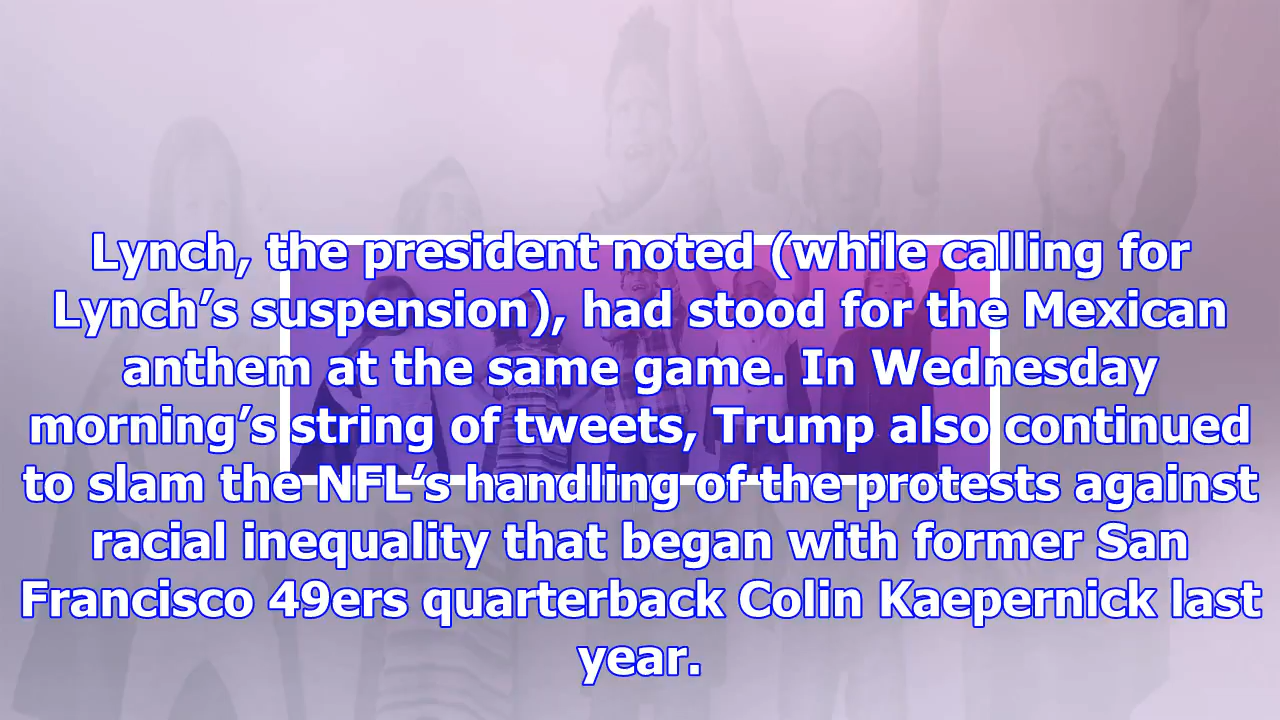 Lynch, the president noted (while calling for
Lynch’s suspension), had stood for the Mexican
anthem at the same game. In Wednesday
morning’s string of tweets, Trump also continued
to slam the NFL’s handling of the protests against
racial inequality that began with former San
Francisco 49ers quarterback Colin Kaepernick last
year.